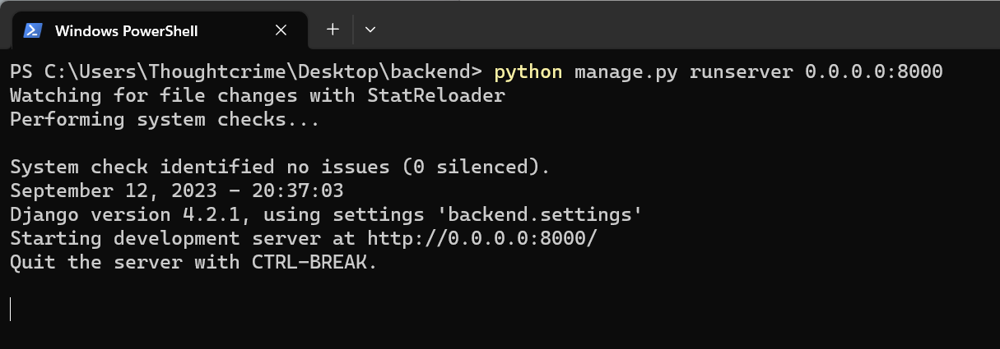 Windows PowerShell
PS C:\Users\Thoughtcrime\Desktop\backend> python manage.py runserver 0.0.0.0:8000
Watching for file changes with StatReloader
Performing system checks...
System check identified no issues (0 silenced).
September 12, 2023 - 20:37:03
Django version 4.2.1, using settings 'backend.settings'
Starting development server at http://0.0.0.0:8000/
Quit the server with CTRL-BREAK.